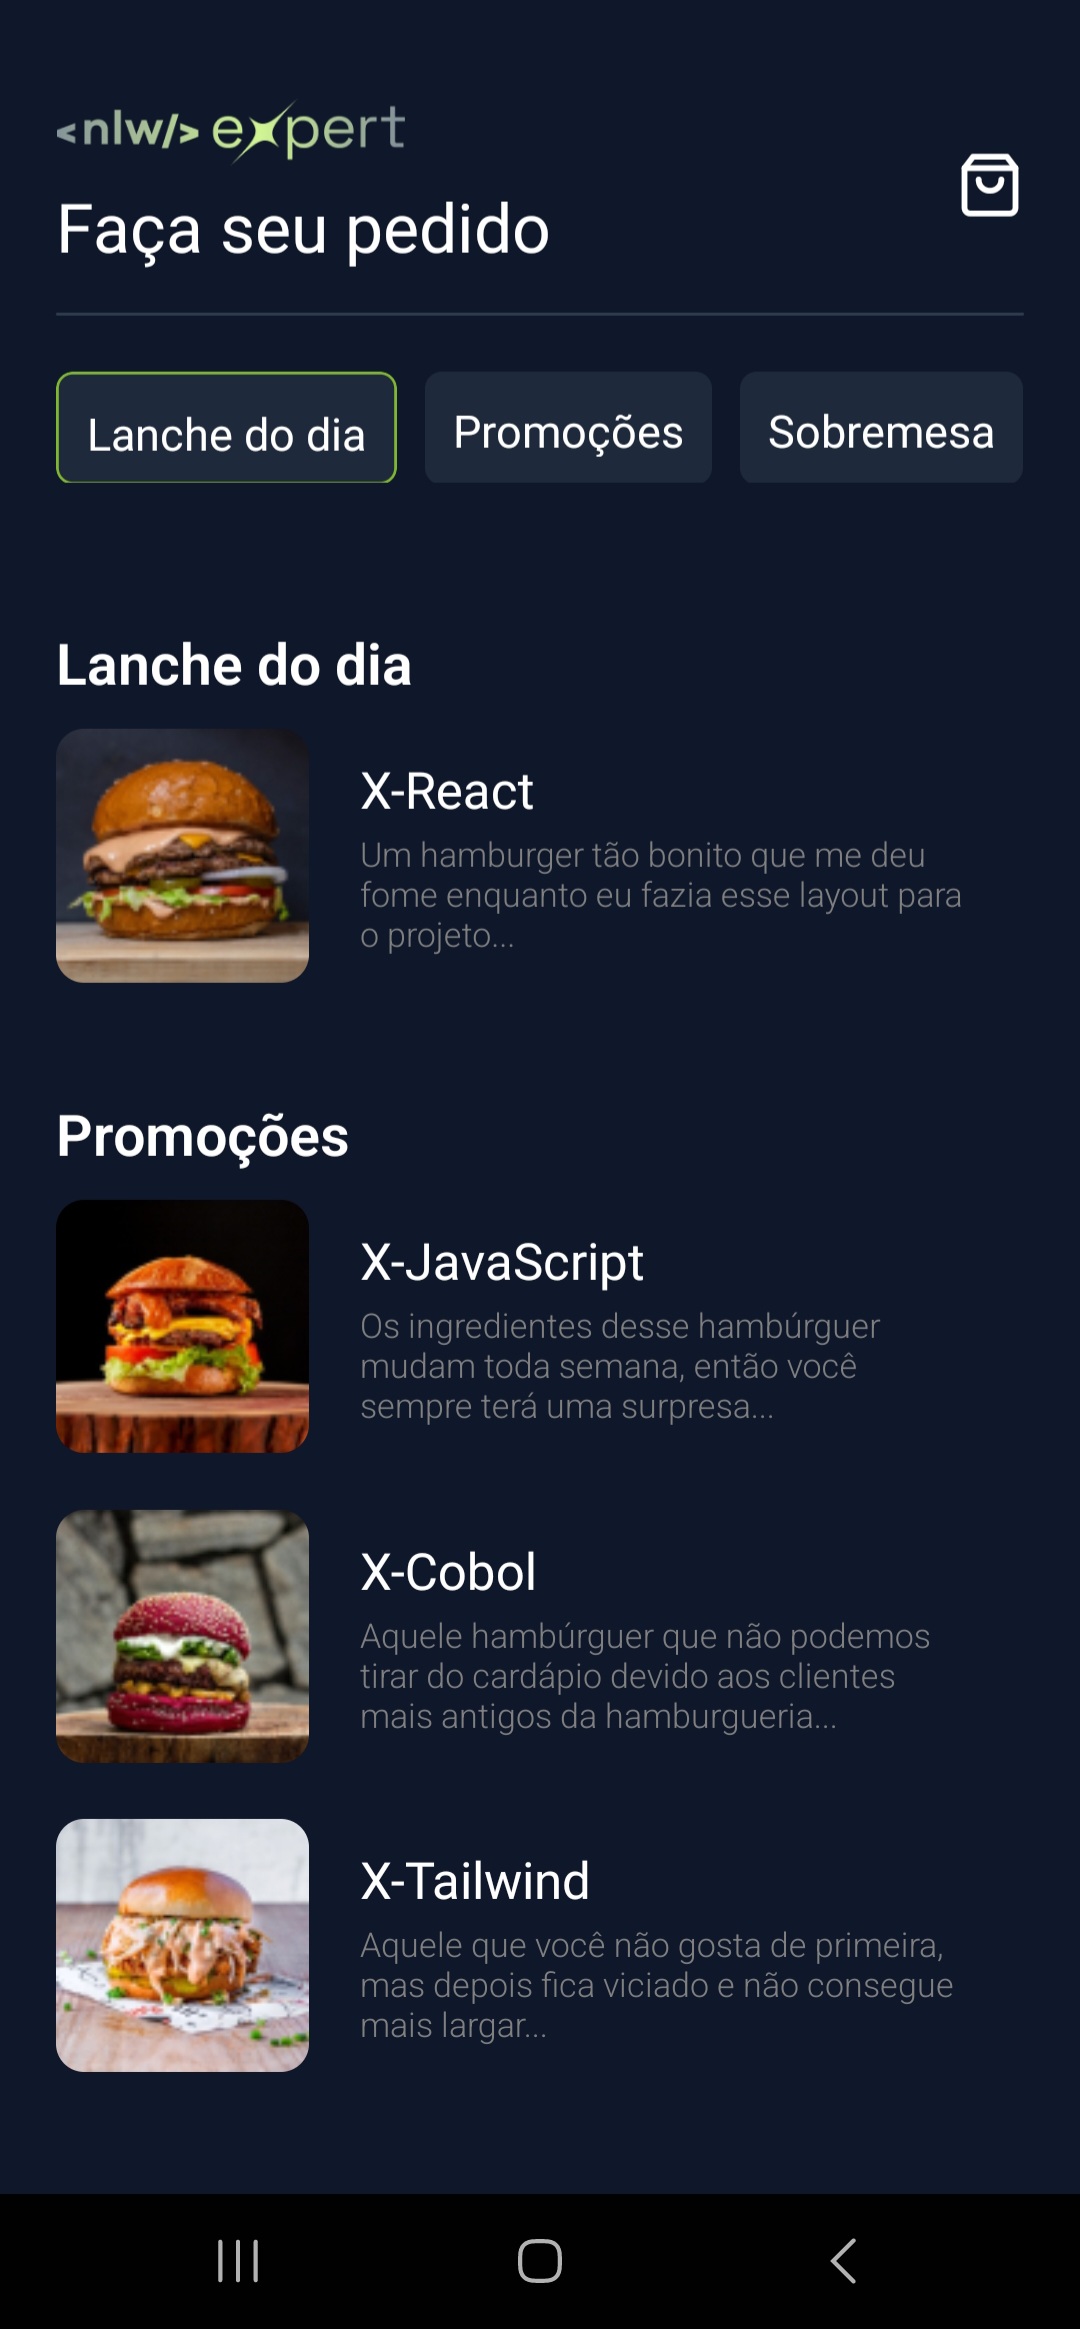 <nlw/> expert
Faça seu pedido
Lanche do dia
Promoções
Sobremesa
Lanche do dia
X-React
Um hamburger tão bonito que me deu
fome enquanto eu fazia esse layout para
o projeto...
Promoções
X-JavaScript
Os ingredientes desse hambúrguer
mudam toda semana, então você
sempre terá uma surpresa...
X-Cobol
Aquele hambúrguer que não podemos
tirar do cardápio devido aos clientes
mais antigos da hamburgueria...
X-Tailwind
Aquele que você não gosta de primeira,
mas depois fica viciado e não consegue
mais largar...